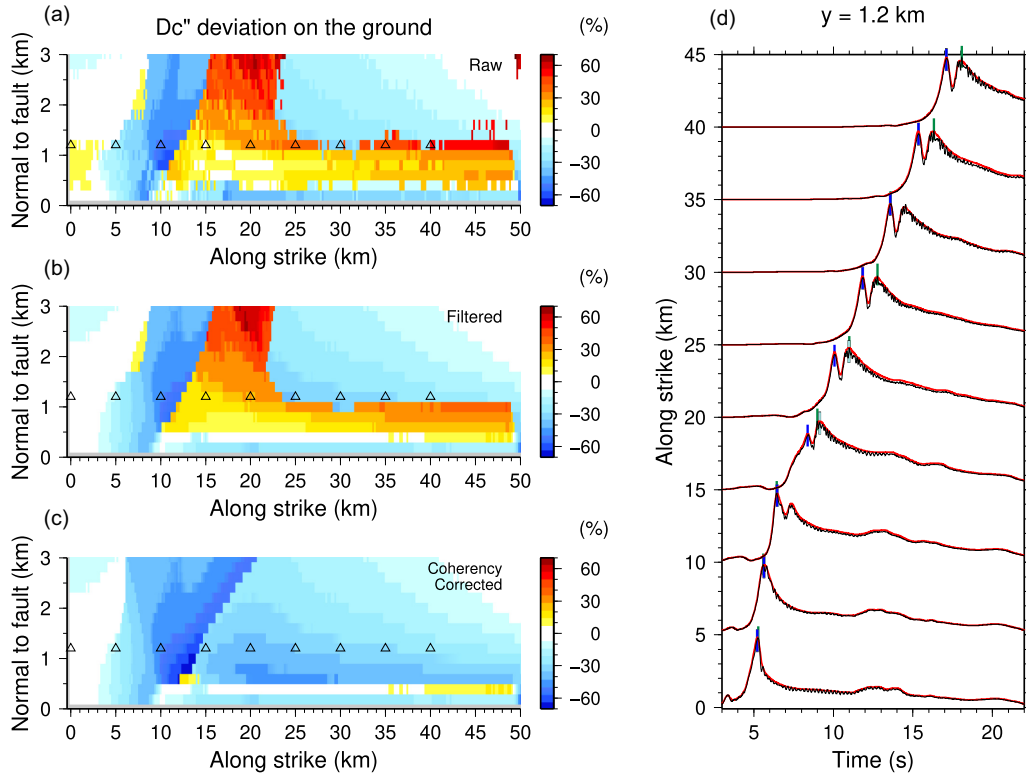 (a)
Dc" deviation on the ground
(%)
Raw
Normal to fault (km)
3
2
1
0
0 5 10 15 20 25 30 35 40 45 50
Along strike (km)
60
30
0
−30
−60
(b)
(%)
Filtered
Normal to fault (km)
3
2
1
0
0 5 10 15 20 25 30 35 40 45 50
Along strike (km)
60
30
0
−30
−60
(c)
(%)
Coherency
Corrected
Normal to fault (km)
3
2
1
0
0 5 10 15 20 25 30 35 40 45 50
Along strike (km)
60
30
0
−30
−60
(d)
y = 1.2 km
Along strike (km)
45
40
35
30
25
20
15
10
5
0
5 10 15 20
Time (s)